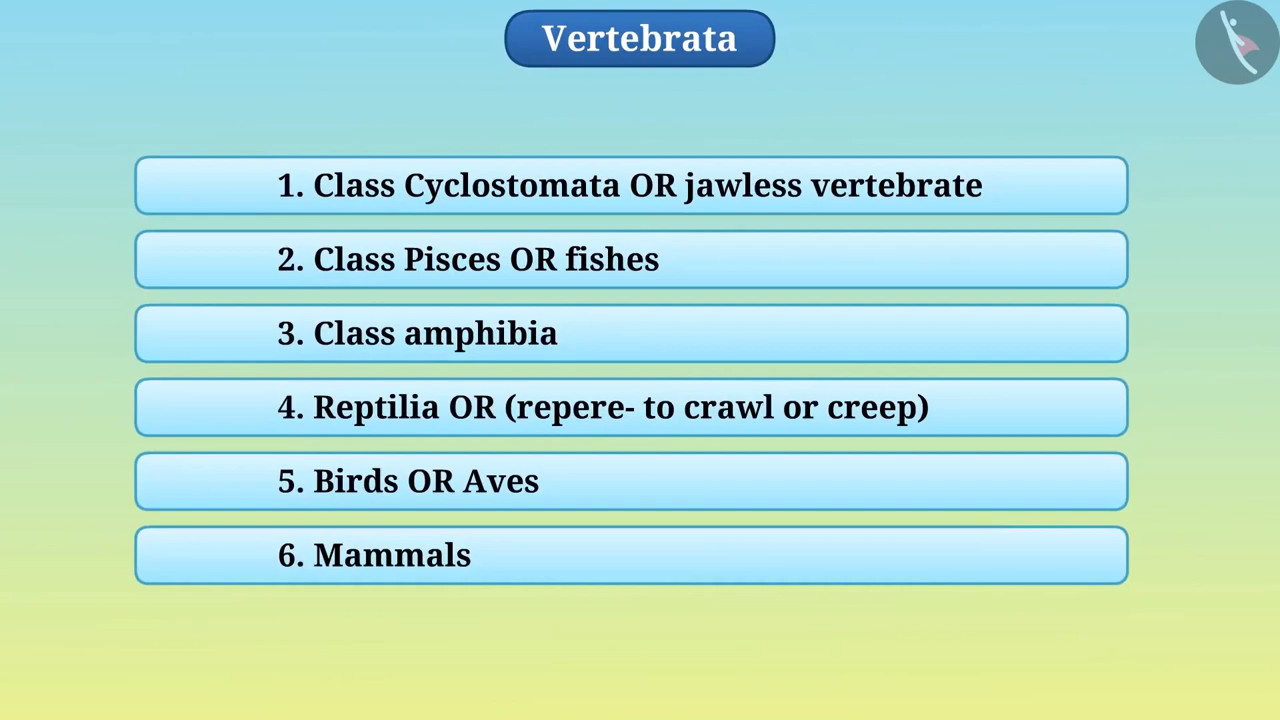 Vertebrata
1. Class Cyclostomata OR jawless vertebrate
2. Class Pisces OR fishes
3. Class amphibia
4. Reptilia OR (repere- to crawl or creep)
5. Birds OR Aves
6. Mammals